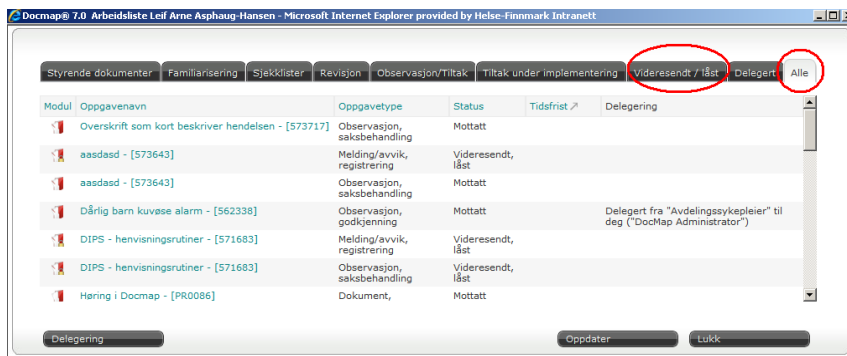 Docmap® 7.0 Arbeidsliste Leif Arne Asphaug-Hansen - Microsoft Internet Explorer provided by Helse-Finnmark Intranett
Styrende dokumenter Familiarisering Sjekklister Revisjon Observasjon/Tiltak Tiltak under implementering Videresendt / låst Delegert Alle
Modul Oppgavenavn Oppgavetype Status Tidsfrist Delegering
Overskrift som kort beskriver hendelsen - [573717] Observasjon, Mottatt
saksbehandling
aasdasd - [573643] Melding/avvik, Videresendt,
registrering låst
aasdasd - [573643] Observasjon, Mottatt
saksbehandling
Dårlig barn kuvøse alarm - [562338] Observasjon, Mottatt Delegert fra "Avdelingssykepleier" til
godkjenning deg ("DocMap Administrator")
DIPS - henvisningsrutiner - [571683] Melding/avvik, Videresendt,
registrering låst
DIPS - henvisningsrutiner - [571683] Observasjon, Videresendt,
saksbehandling låst
Høring i Docmap - [PR0086] Dokument, Mottatt
Delegering Oppdater Lukk